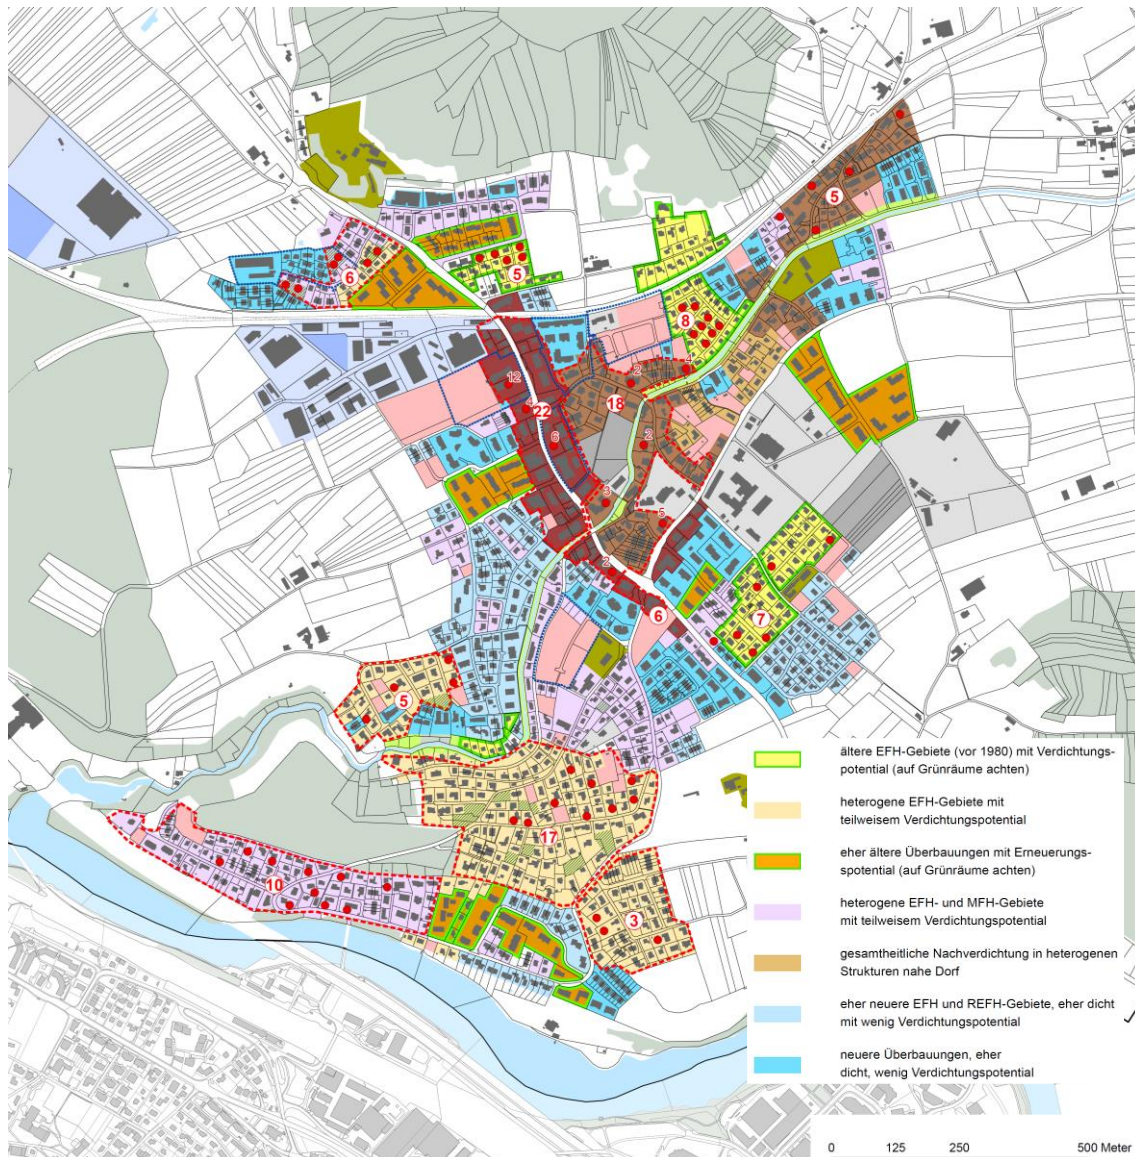 5
6
5
8
4
2
12
18
22
6
2
3
5
2
6
7
5
17
10
3
ältere EFH-Gebiete (vor 1980) mit Verdichtungs-
potential (auf Grünräume achten)
heterogene EFH-Gebiete mit
teilweisem Verdichtungspotential
eher ältere Überbauungen mit Erneuerungs-
spotential (auf Grünräume achten)
heterogene EFH- und MFH-Gebiete
mit teilweisem Verdichtungspotential
gesamtheitliche Nachverdichtung in heterogenen
Strukturen nahe Dorf
eher neuere EFH und REFH-Gebiete, eher dicht
mit wenig Verdichtungspotential
neuere Überbauungen, eher
dicht, wenig Verdichtungspotential
0 125 250 500 Meter